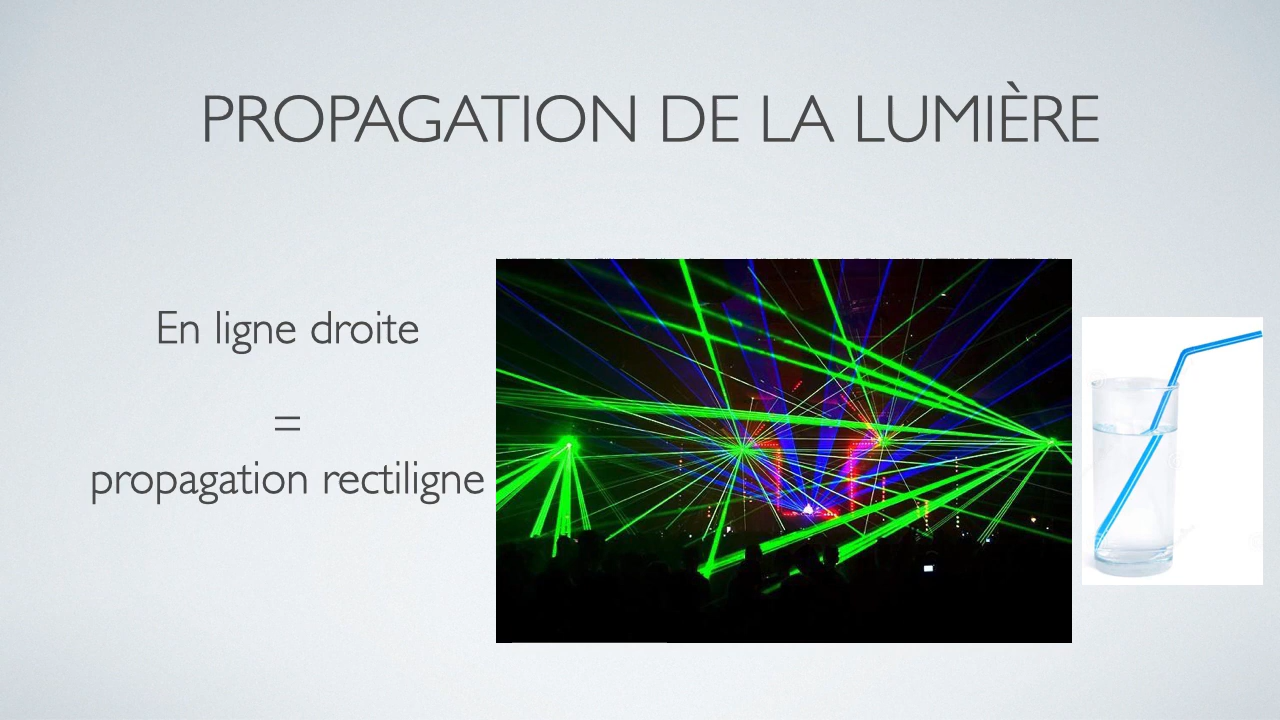 PROPAGATION DE LA LUMIÈRE
En ligne droite
=
propagation rectiligne